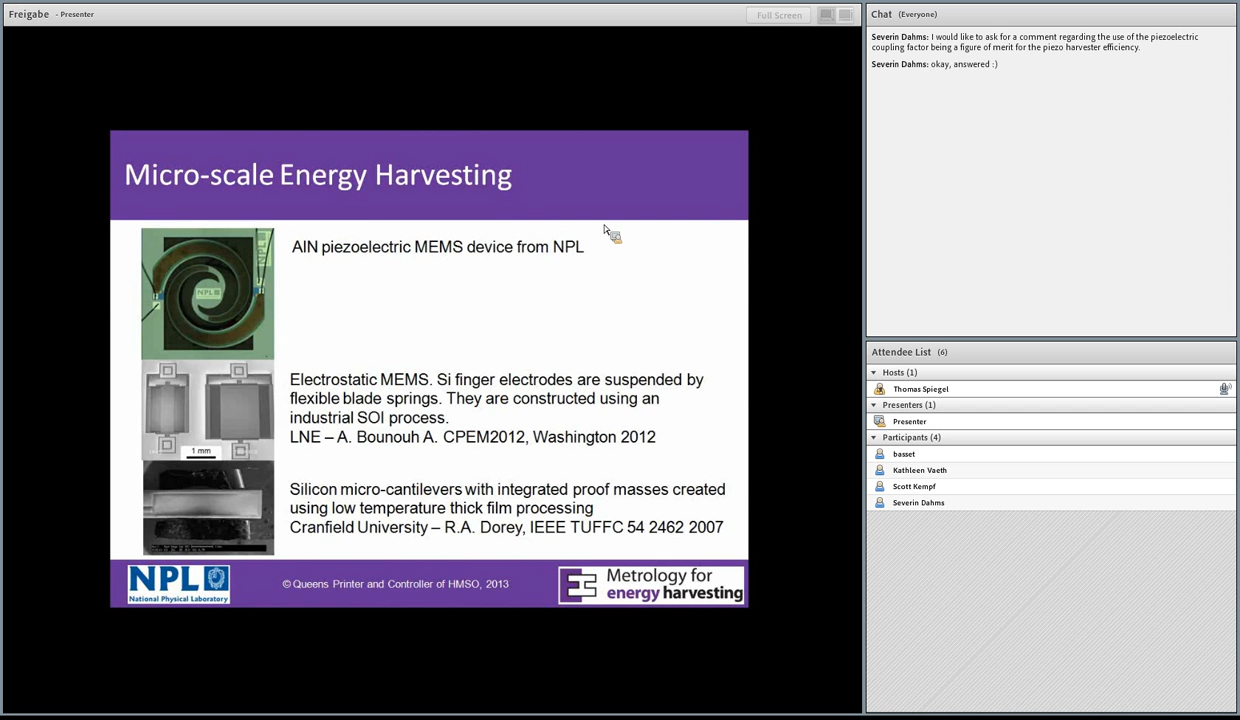 Freigabe - Presenter
Full Screen
Micro-scale Energy Harvesting
NPL
AlN piezoelectric MEMS device from NPL
Electrostatic MEMS. Si finger electrodes are suspended by
flexible blade springs. They are constructed using an
industrial SOI process.
LNE – A. Bounouh A. CPEM2012, Washington 2012
1 mm
Silicon micro-cantilevers with integrated proof masses created
using low temperature thick film processing
Cranfield University – R.A. Dorey, IEEE TUFFC 54 2462 2007
NPL
National Physical Laboratory
© Queens Printer and Controller of HMSO, 2013
Metrology for
energy harvesting
Chat (Everyone)
Severin Dahms: I would like to ask for a comment regarding the use of the piezoelectric
coupling factor being a figure of merit for the piezo harvester efficiency.
Severin Dahms: okay, answered :)
Attendee List (6)
Hosts (1)
Thomas Spiegel
Presenters (1)
Presenter
Participants (4)
basset
Kathleen Vaeth
Scott Kempf
Severin Dahms